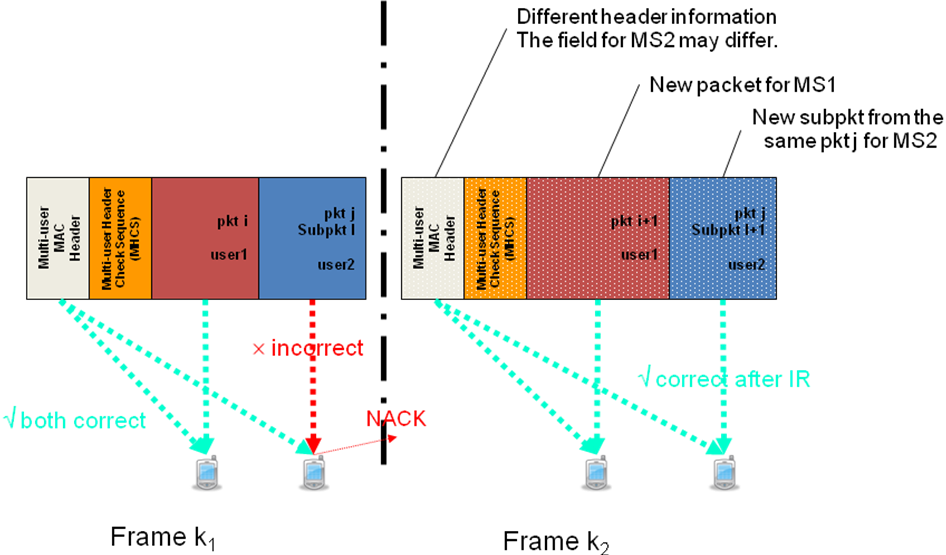 Different header information
The field for MS2 may differ.
New packet for MS1
New subpkt from the
same pkt j for MS2
Multi-user
MAC
Header
Multi-user Header
Check Sequence
(MHCS)
pkt i
user1
pkt j
Subpkt l
user2
Multi-user
MAC
Header
Multi-user Header
Check Sequence
(MHCS)
pkt i+1
user1
pkt j
Subpkt l+1
user2
× incorrect
√ both correct
NACK
√ correct after IR
Frame k₁
Frame k₂